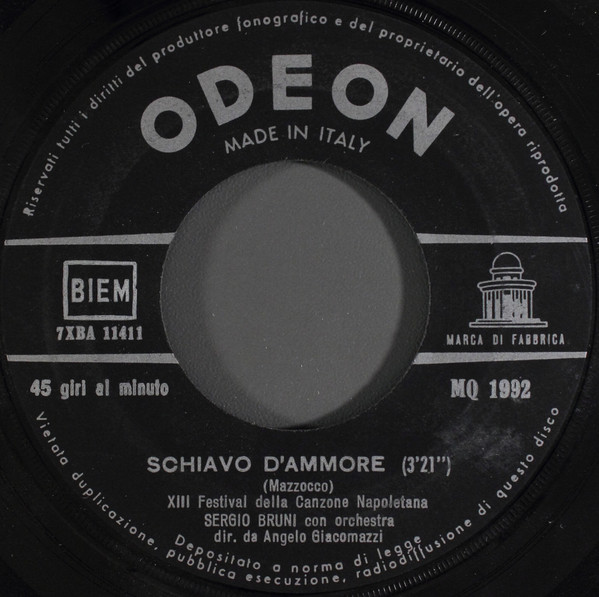 Riservati tutti i diritti del produttore fonografico e del proprietario dell'opera riprodotta
ODEON
MADE IN ITALY
BIEM
7XBA 11411
MARCA DI FABBRICA
45 giri al minuto
MQ 1992
SCHIAVO D'AMMORE (3'21")
(Mazzocco)
XIII Festival della Canzone Napoletana
SERGIO BRUNI con orchestra
dir. da Angelo Giacomazzi
Depositato a norma di legge
Vietata duplicazione, pubblica esecuzione, radiodiffusione di questo disco